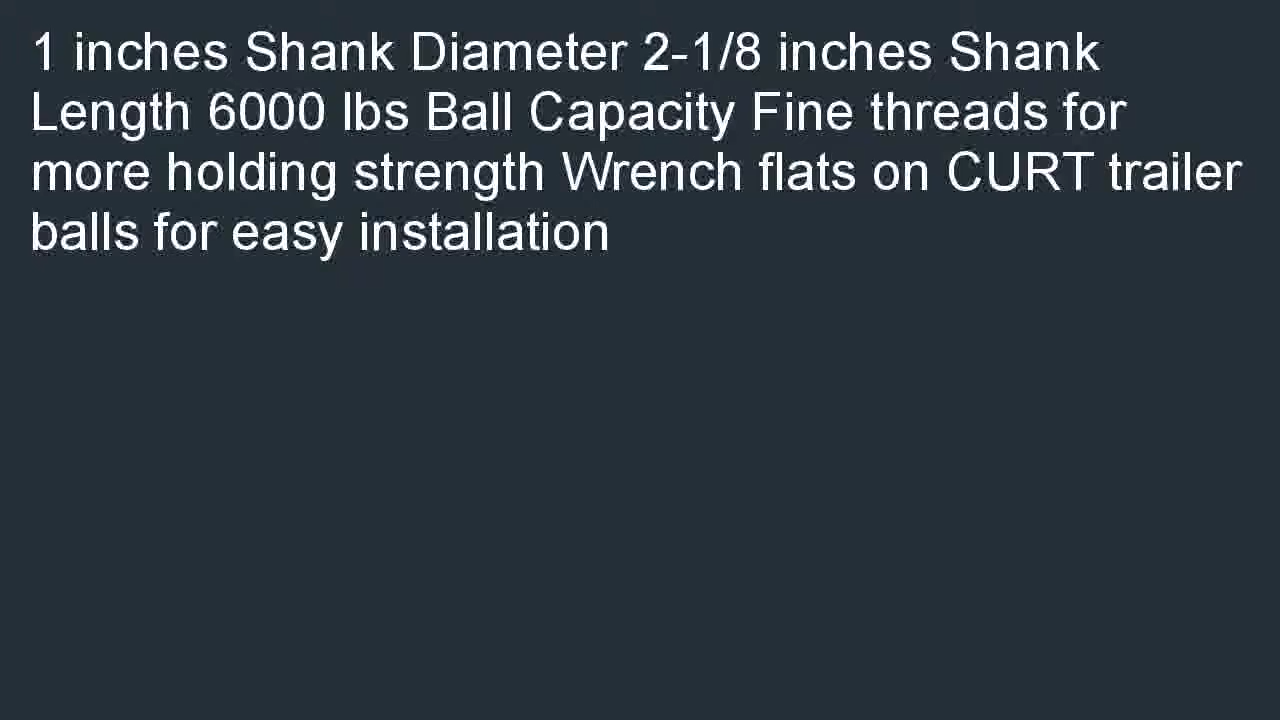 1 inches Shank Diameter 2-1/8 inches Shank
Length 6000 lbs Ball Capacity Fine threads for
more holding strength Wrench flats on CURT trailer
balls for easy installation